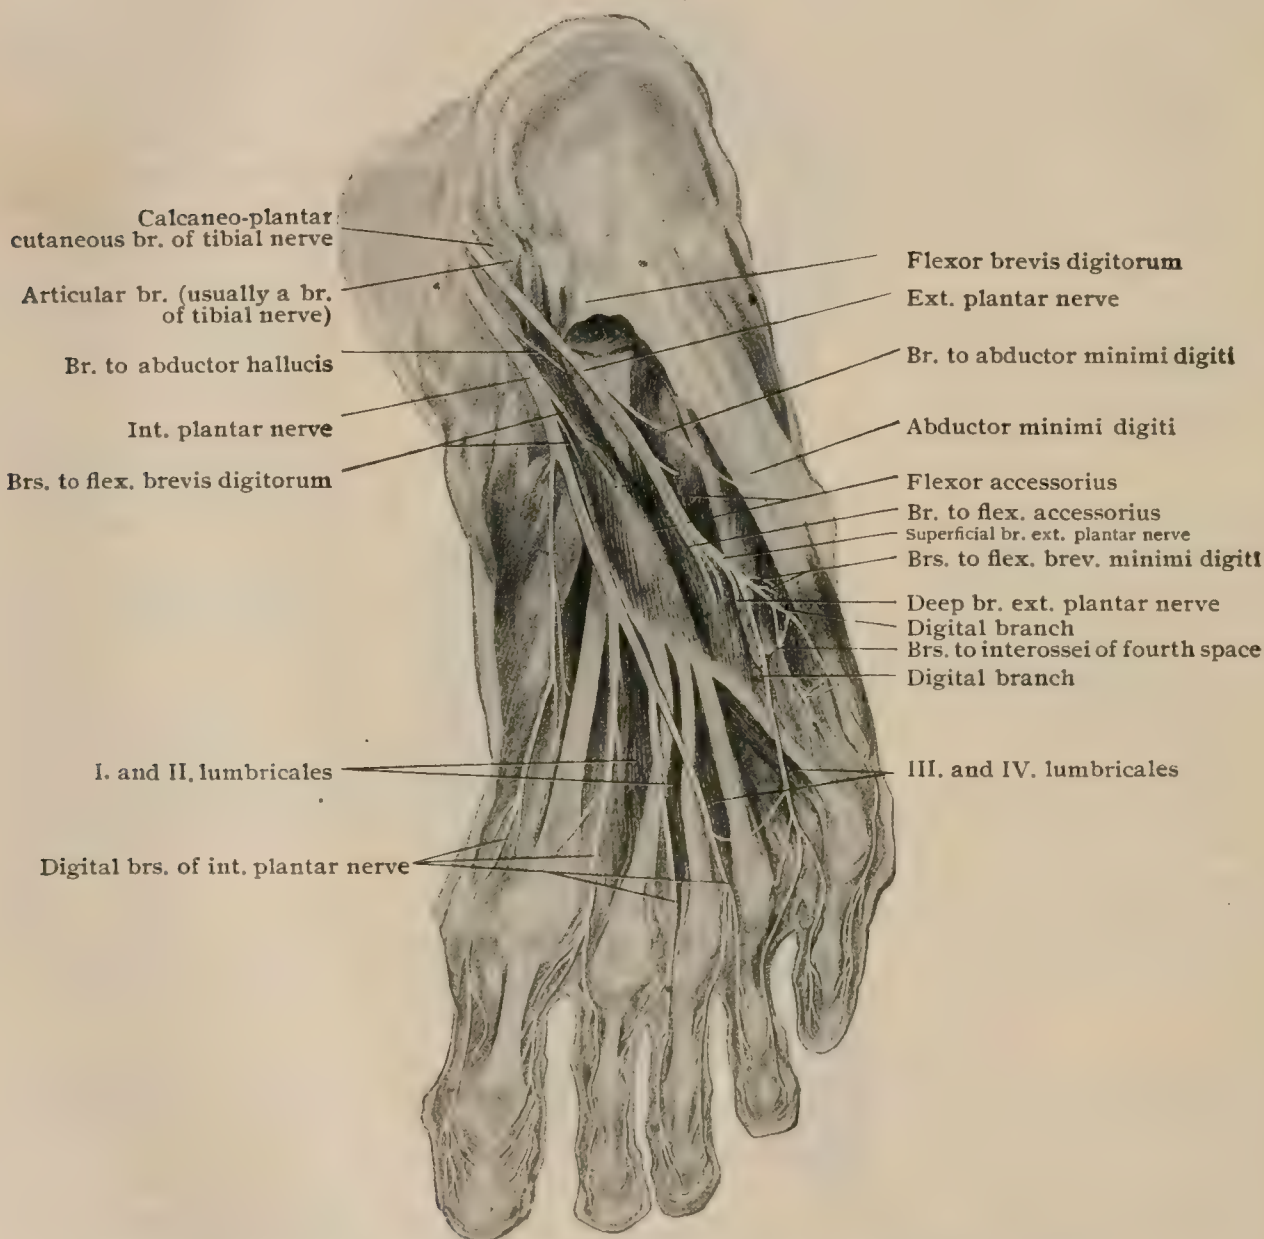 Calcaneo-plantar
cutaneous br. of tibial nerve
Articular br. (usually a br.
of tibial nerve)
Br. to abductor hallucis
Int. plantar nerve
Brs. to flex. brevis digitorum
I. and II. lumbricales
Digital brs. of int. plantar nerve
Flexor brevis digitorum
Ext. plantar nerve
Br. to abductor minimi digiti
Abductor minimi digiti
Flexor accessorius
Br. to flex. accessorius
Superficial br. ext. plantar nerve
Brs. to flex. brev. minimi digiti
Deep br. ext. plantar nerve
Digital branch
Brs. to interossei of fourth space
Digital branch
III. and IV. lumbricales